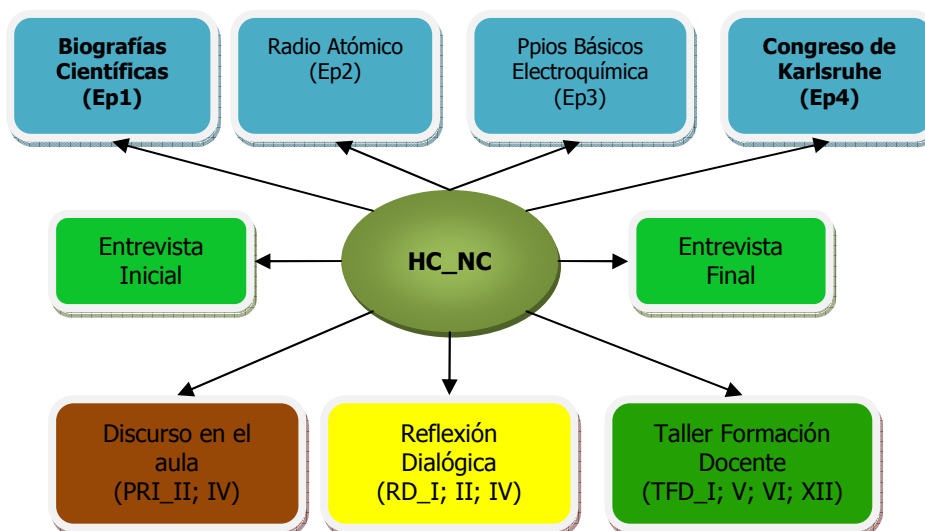 Biografías
Científicas
(Ep1)
Radio Atómico
(Ep2)
Ppios Básicos
Electroquímica
(Ep3)
Congreso de
Karlsruhe
(Ep4)
Entrevista
Inicial
HC_NC
Entrevista
Final
Discurso en el
aula
(PRI_II; IV)
Reflexión
Dialógica
(RD_I; II; IV)
Taller Formación
Docente
(TFD_I; V; VI; XII)